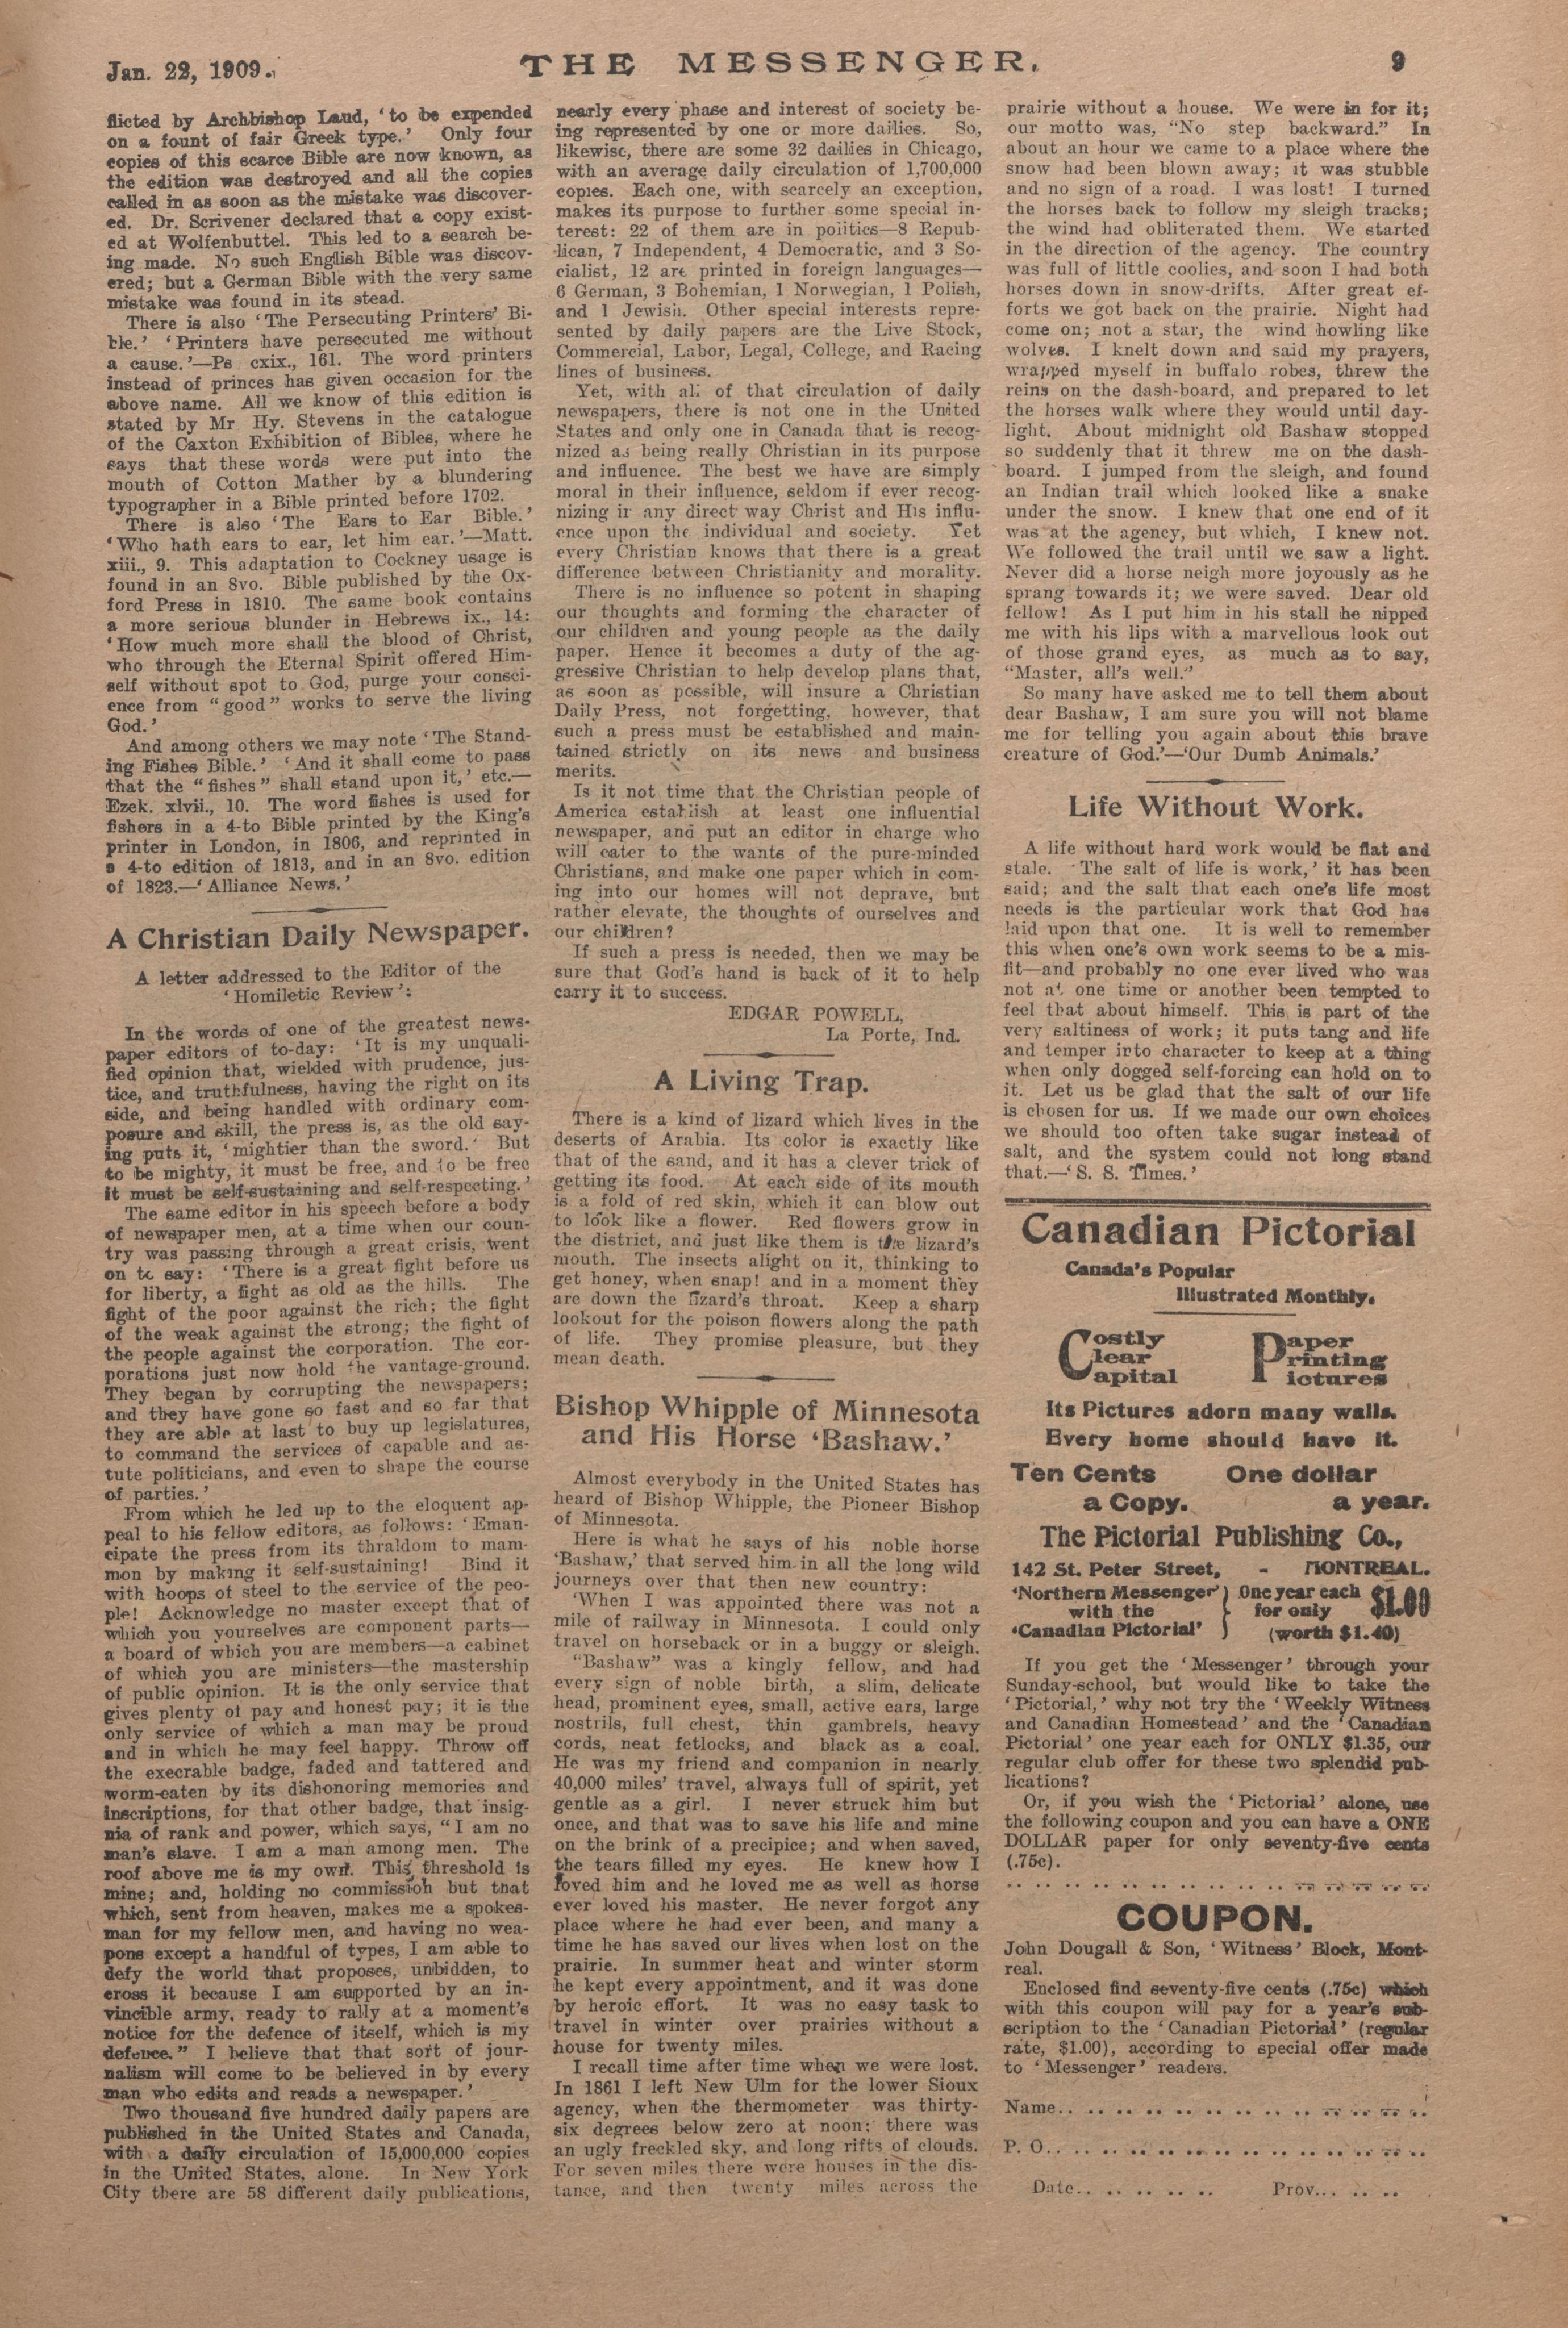 Jan. 22, 1909.
THE MESSENGER.
9
flicted by Archbishop Laud, ‘to be expended
on a fount of fair Greek type.’ Only four
copies of this scarce Bible are now known, as
the edition was destroyed and all the copies
called in as soon as the mistake was discover-
ed. Dr. Scrivener declared that a copy exist-
ed at Wolfenbuttel. This led to a search be-
ing made. No such English Bible was discov-
ered; but a German Bible with the very same
mistake was found in its stead.
There is also ‘The Persecuting Printers’ Bi-
ble.’ ‘Printers have persecuted me without
a cause.’—Ps cxix., 161. The word printers
instead of princes has given occasion for the
above name. All we know of this edition is
stated by Mr Hy. Stevens in the catalogue
of the Caxton Exhibition of Bibles, where he
says that these words were put into the
mouth of Cotton Mather by a blundering
typographer in a Bible printed before 1702.
There is also ‘The Ears to Ear Bible.’
‘Who hath ears to ear, let him ear.’—Matt.
xiii., 9. This adaptation to Cockney usage is
found in an 8vo. Bible published by the Ox-
ford Press in 1810. The same book contains
a more serious blunder in Hebrews ix., 14:
‘How much more shall the blood of Christ,
who through the Eternal Spirit offered Him-
self without spot to God, purge your consci-
ence from “good” works to serve the living
God.’
And among others we may note ‘The Stand-
ing Fishes Bible.’ ‘And it shall come to pass
that the “fishes” shall stand upon it,’ etc.—
Ezek. xlvii., 10. The word fishes is used for
fishers in a 4-to Bible printed by the King's
printer in London, in 1806, and reprinted in
a 4-to edition of 1813, and in an 8vo. edition
of 1823.—‘Alliance News.’
A Christian Daily Newspaper.
A letter addressed to the Editor of the
‘Homiletic Review’:
In the words of one of the greatest news-
paper editors of to-day: ‘It is my unquali-
fied opinion that, wielded with prudence, jus-
tice, and truthfulness, having the right on its
side, and being handled with ordinary com-
posure and skill, the press is, as the old say-
ing puts it, ‘mightier than the sword.’ But
to be mighty, it must be free, and to be free
it must be self-sustaining and self-respecting.’
The same editor in his speech before a body
of newspaper men, at a time when our coun-
try was passing through a great crisis, went
on to say: ‘There is a great fight before us
for liberty, a fight as old as the hills. The
fight of the poor against the rich; the fight
of the weak against the strong; the fight of
the people against the corporation. The cor-
porations just now hold the vantage-ground.
They began by corrupting the newspapers;
and they have gone so fast and so far that
they are able at last to buy up legislatures,
to command the services of capable and as-
tute politicians, and even to shape the course
of parties.’
From which he led up to the eloquent ap-
peal to his fellow editors, as follows: ‘Eman-
cipate the press from its thraldom to mam-
mon by making it self-sustaining! Bind it
with hoops of steel to the service of the peo-
ple! Acknowledge no master except that of
which you yourselves are component parts—
a board of which you are members—a cabinet
of which you are ministers—the mastership
of public opinion. It is the only service that
gives plenty of pay and honest pay; it is the
only service of which a man may be proud
and in which he may feel happy. Throw off
the execrable badge, faded and tattered and
worm-eaten by its dishonoring memories and
inscriptions, for that other badge, that insig-
nia of rank and power, which says, “I am no
man's slave. I am a man among men. The
roof above me is my own. This threshold is
mine; and, holding no commission but that
which, sent from heaven, makes me a spokes-
man for my fellow men, and having no wea-
pons except a handful of types, I am able to
defy the world that proposes, unbidden, to
cross it because I am supported by an in-
vincible army, ready to rally at a moment's
notice for the defence of itself, which is my
defence.” I believe that that sort of jour-
nalism will come to be believed in by every
man who edits and reads a newspaper.’
Two thousand five hundred daily papers are
published in the United States and Canada,
with a daily circulation of 15,000,000 copies
in the United States, alone. In New York
City there are 58 different daily publications,
nearly every phase and interest of society be-
ing represented by one or more dailies. So,
likewise, there are some 32 dailies in Chicago,
with an average daily circulation of 1,700,000
copies. Each one, with scarcely an exception,
makes its purpose to further some special in-
terest: 22 of them are in politics—8 Repub-
lican, 7 Independent, 4 Democratic, and 3 So-
cialist, 12 are printed in foreign languages—
6 German, 3 Bohemian, 1 Norwegian, 1 Polish,
and 1 Jewish. Other special interests repre-
sented by daily papers are the Live Stock,
Commercial, Labor, Legal, College, and Racing
lines of business.
Yet, with all of that circulation of daily
newspapers, there is not one in the United
States and only one in Canada that is recog-
nized as being really Christian in its purpose
and influence. The best we have are simply
moral in their influence, seldom if ever recog-
nizing in any direct way Christ and His influ-
ence upon the individual and society. Yet
every Christian knows that there is a great
difference between Christianity and morality.
There is no influence so potent in shaping
our thoughts and forming the character of
our children and young people as the daily
paper. Hence it becomes a duty of the ag-
gressive Christian to help develop plans that,
as soon as possible, will insure a Christian
Daily Press, not forgetting, however, that
such a press must be established and main-
tained strictly on its news and business
merits.
Is it not time that the Christian people of
America establish at least one influential
newspaper, and put an editor in charge who
will cater to the wants of the pure-minded
Christians, and make one paper which in com-
ing into our homes will not deprave, but
rather elevate, the thoughts of ourselves and
our children?
If such a press is needed, then we may be
sure that God's hand is back of it to help
carry it to success.
EDGAR POWELL,
La Porte, Ind.
A Living Trap.
There is a kind of lizard which lives in the
deserts of Arabia. Its color is exactly like
that of the sand, and it has a clever trick of
getting its food. At each side of its mouth
is a fold of red skin, which it can blow out
to look like a flower. Red flowers grow in
the district, and just like them is the lizard's
mouth. The insects alight on it, thinking to
get honey, when snap! and in a moment they
are down the lizard's throat. Keep a sharp
lookout for the poison flowers along the path
of life. They promise pleasure, but they
mean death.
Bishop Whipple of Minnesota
and His Horse ‘Bashaw.’
Almost everybody in the United States has
heard of Bishop Whipple, the Pioneer Bishop
of Minnesota.
Here is what he says of his noble horse
‘Bashaw,’ that served him in all the long wild
journeys over that then new country:
‘When I was appointed there was not a
mile of railway in Minnesota. I could only
travel on horseback or in a buggy or sleigh.
“Bashaw” was a kingly fellow, and had
every sign of noble birth, a slim, delicate
head, prominent eyes, small, active ears, large
nostrils, full chest, thin gambrels, heavy
cords, neat fetlocks, and black as a coal.
He was my friend and companion in nearly
40,000 miles' travel, always full of spirit, yet
gentle as a girl. I never struck him but
once, and that was to save his life and mine
on the brink of a precipice; and when saved,
the tears filled my eyes. He knew how I
loved him and he loved me as well as horse
ever loved his master. He never forgot any
place where he had ever been, and many a
time he has saved our lives when lost on the
prairie. In summer heat and winter storm
he kept every appointment, and it was done
by heroic effort. It was no easy task to
travel in winter over prairies without a
house for twenty miles.
I recall time after time when we were lost.
In 1861 I left New Ulm for the lower Sioux
agency, when the thermometer was thirty-
six degrees below zero at noon; there was
an ugly freckled sky, and long rifts of clouds.
For seven miles there were houses in the dis-
tance, and then twenty miles across the
prairie without a house. We were in for it;
our motto was, “No step backward.” In
about an hour we came to a place where the
snow had been blown away; it was stubble
and no sign of a road. I was lost! I turned
the horses back to follow my sleigh tracks;
the wind had obliterated them. We started
in the direction of the agency. The country
was full of little coolies, and soon I had both
horses down in snow-drifts. After great ef-
forts we got back on the prairie. Night had
come on; not a star, the wind howling like
wolves. I knelt down and said my prayers,
wrapped myself in buffalo robes, threw the
reins on the dash-board, and prepared to let
the horses walk where they would until day-
light. About midnight old Bashaw stopped
so suddenly that it threw me on the dash-
board. I jumped from the sleigh, and found
an Indian trail which looked like a snake
under the snow. I knew that one end of it
was at the agency, but which, I knew not.
We followed the trail until we saw a light.
Never did a horse neigh more joyously as he
sprang towards it; we were saved. Dear old
fellow! As I put him in his stall he nipped
me with his lips with a marvellous look out
of those grand eyes, as much as to say,
“Master, all's well.”
So many have asked me to tell them about
dear Bashaw, I am sure you will not blame
me for telling you again about this brave
creature of God.’—‘Our Dumb Animals.’
Life Without Work.
A life without hard work would be flat and
stale. ‘The salt of life is work,’ it has been
said; and the salt that each one's life most
needs is the particular work that God has
laid upon that one. It is well to remember
this when one's own work seems to be a mis-
fit—and probably no one ever lived who was
not at one time or another been tempted to
feel that about himself. This is part of the
very saltiness of work; it puts tang and life
and temper into character to keep at a thing
when only dogged self-forcing can hold on to
it. Let us be glad that the salt of our life
is chosen for us. If we made our own choices
we should too often take sugar instead of
salt, and the system could not long stand
that.—‘S. S. Times.’
Canadian Pictorial
Canada's Popular
Illustrated Monthly.
Costly Paper
Clear Printing
Capital Pictures
Its Pictures adorn many walls.
Every home should have it.
Ten Cents One dollar
a Copy. a year.
The Pictorial Publishing Co.,
142 St. Peter Street, - MONTREAL.
‘Northern Messenger’ } One year each $1.00
with the for only
‘Canadian Pictorial’ (worth $1.40)
If you get the ‘Messenger’ through your
Sunday-school, but would like to take the
‘Pictorial,’ why not try the ‘Weekly Witness
and Canadian Homestead’ and the ‘Canadian
Pictorial’ one year each for ONLY $1.35, our
regular club offer for these two splendid pub-
lications?
Or, if you wish the ‘Pictorial’ alone, use
the following coupon and you can have a ONE
DOLLAR paper for only seventy-five cents
(.75c).
COUPON.
John Dougall & Son, ‘Witness’ Block, Mont-
real.
Enclosed find seventy-five cents (.75c) which
with this coupon will pay for a year's sub-
scription to the ‘Canadian Pictorial’ (regular
rate, $1.00), according to special offer made
to ‘Messenger’ readers.
Name.. .. .. .. .. .. .. .. .. .. .. .. .. ..
P. O.. .. .. .. .. .. .. .. .. .. .. .. .. ..
Date.. .. .. .. .. .. Prov... .. ..